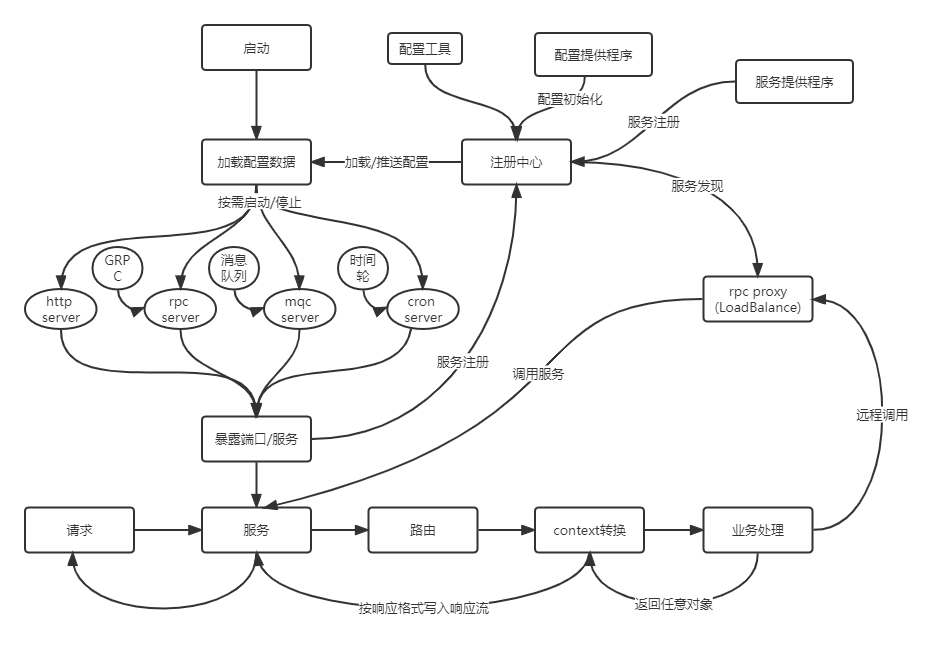 启动
配置工具
配置提供程序
服务提供程序
配置初始化
服务注册
加载配置数据
加载/推送配置
注册中心
服务发现
按需启动/停止
GRP
C
消息
队列
时间
轮
http
server
rpc
server
mqc
server
cron
server
rpc proxy
(LoadBalance)
服务注册
调用服务
远程调用
暴露端口/服务
请求
服务
路由
context转换
业务处理
按响应格式写入响应流
返回任意对象